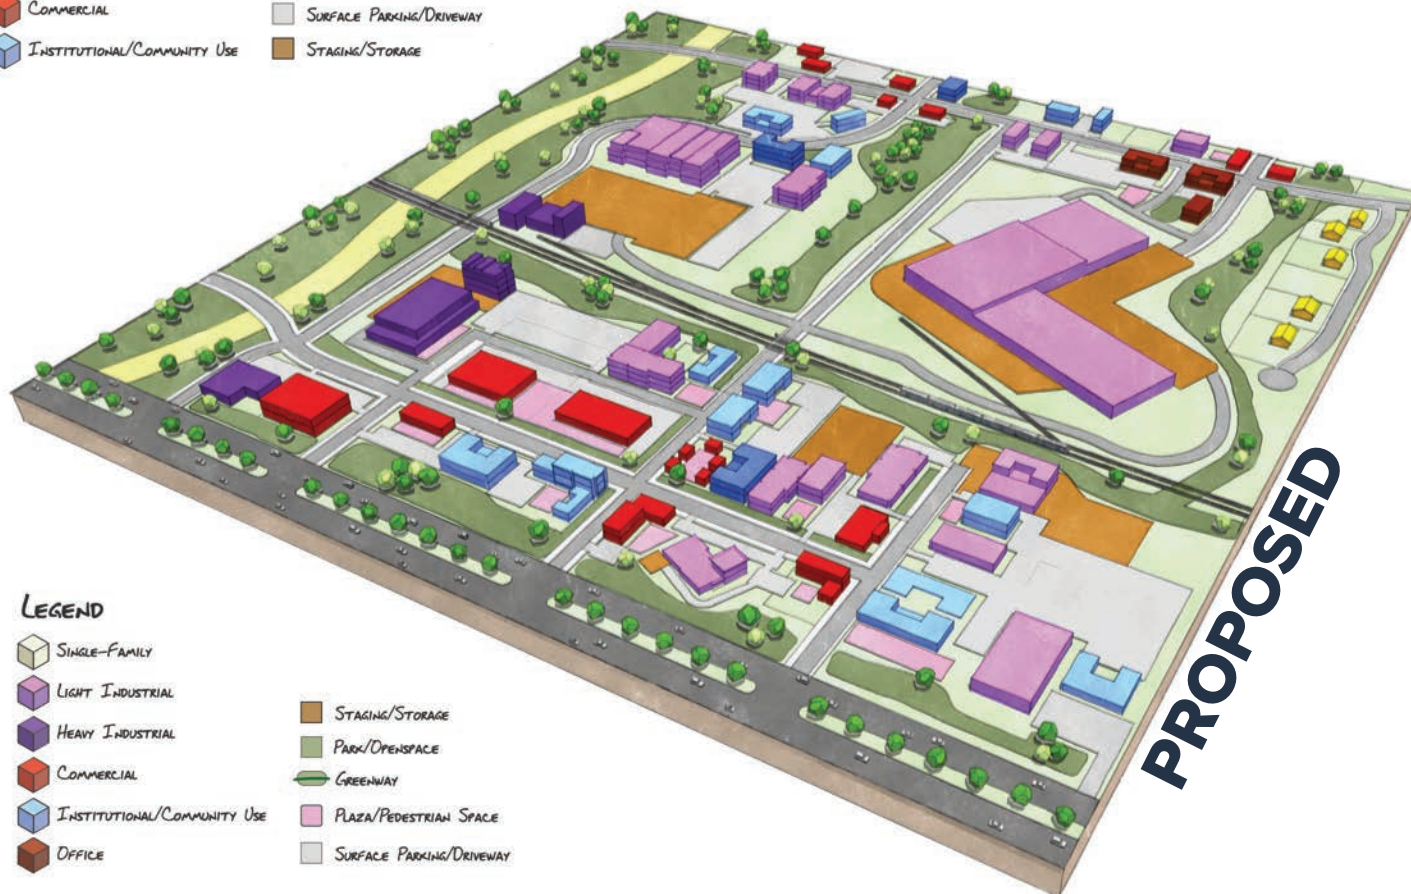 COMMERCIAL
INSTITUTIONAL/COMMUNITY USE
SURFACE PARKING/DRIVEWAY
STAGING/STORAGE
PROPOSED
LEGEND
SINGLE-FAMILY
LIGHT INDUSTRIAL
HEAVY INDUSTRIAL
COMMERCIAL
INSTITUTIONAL/COMMUNITY USE
OFFICE
STAGING/STORAGE
PARK/OPENSPACE
GREENWAY
PLAZA/PEDESTRIAN SPACE
SURFACE PARKING/DRIVEWAY